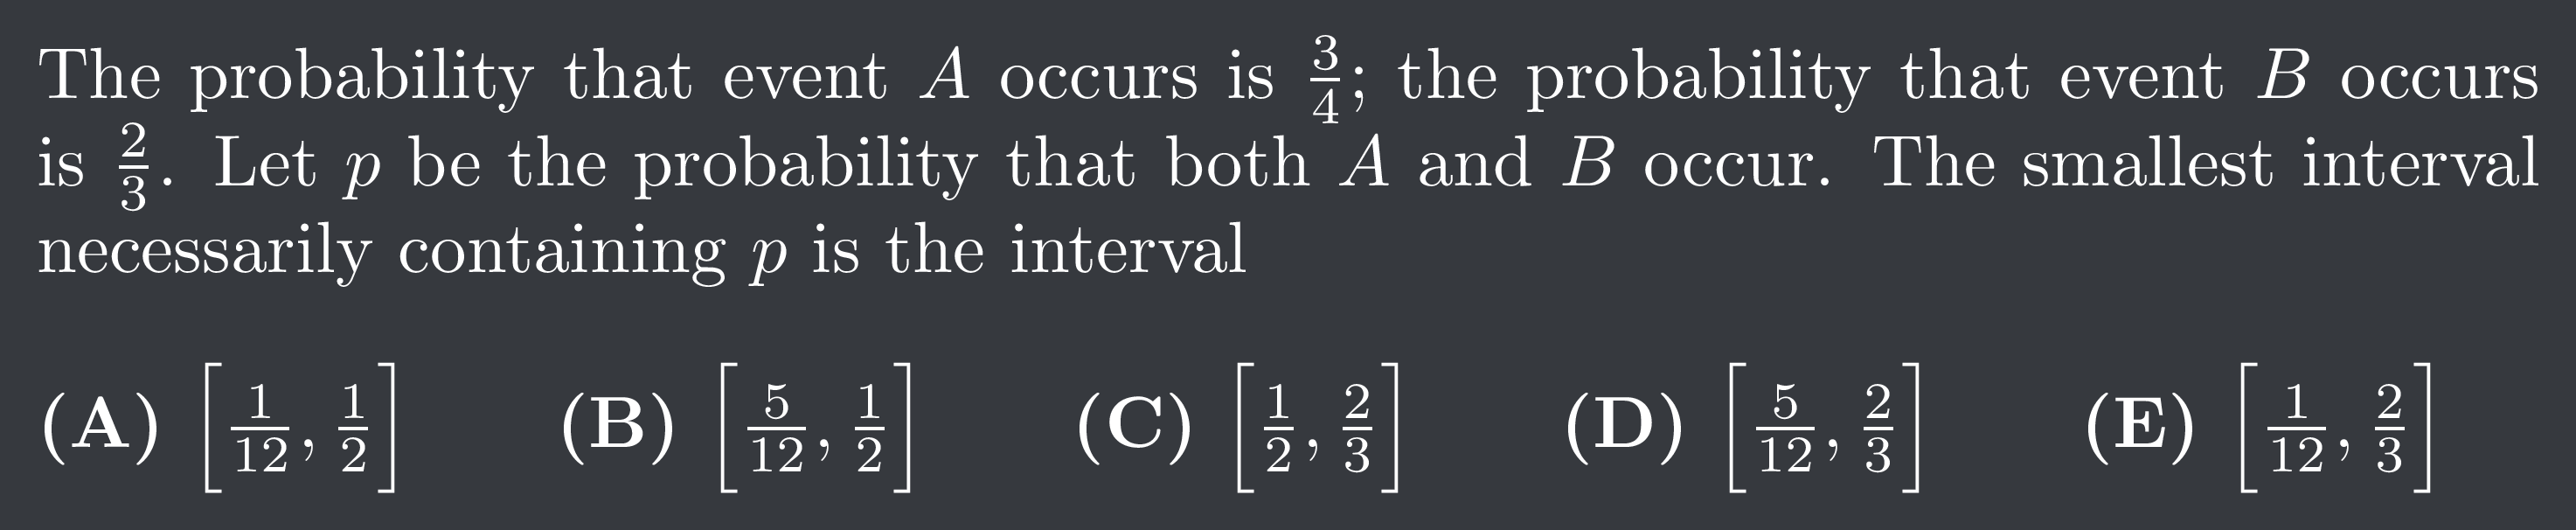 The probability that event A occurs is 3/4; the probability that event B occurs
is 2/3. Let p be the probability that both A and B occur. The smallest interval
necessarily containing p is the interval
(A) [1/12, 1/2] (B) [5/12, 1/2] (C) [1/2, 2/3] (D) [5/12, 2/3] (E) [1/12, 2/3]